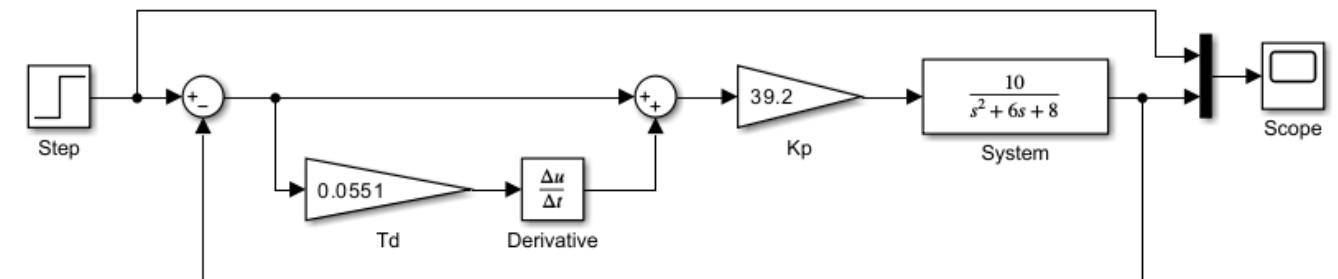 +
−
Step
0.0551
Td
Δu
Δt
Derivative
+
+
39.2
Kp
10
s² + 6s + 8
System
Scope